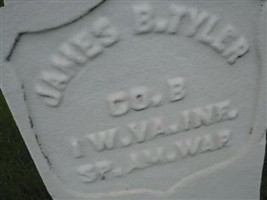 JAMES B. TYLER
CO. B
1 W. VA. INF.
SP. AM. WAR.